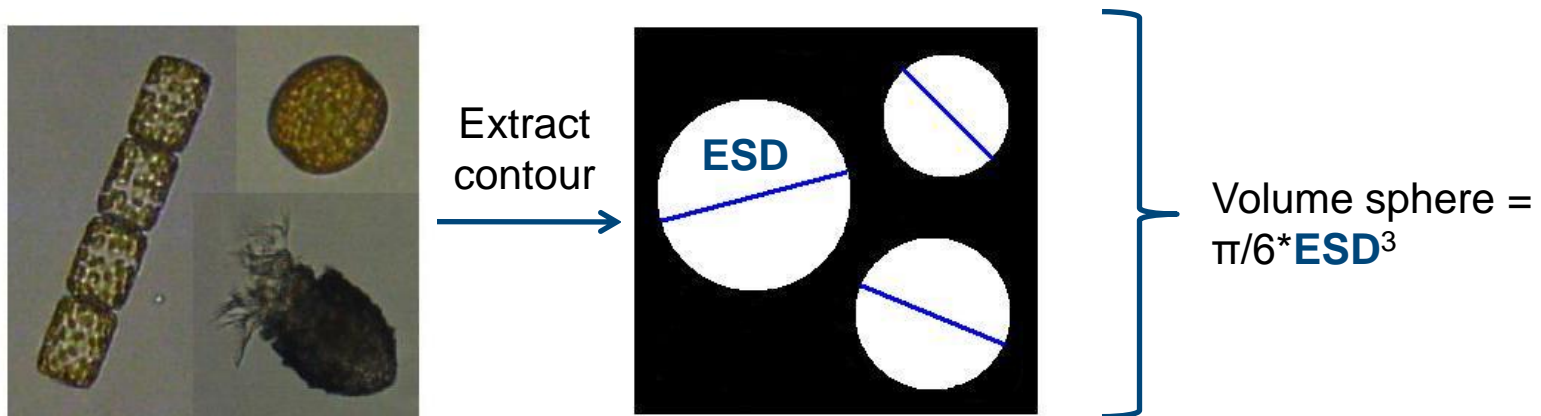 Extract
contour
ESD
Volume sphere =
π/6*ESD³